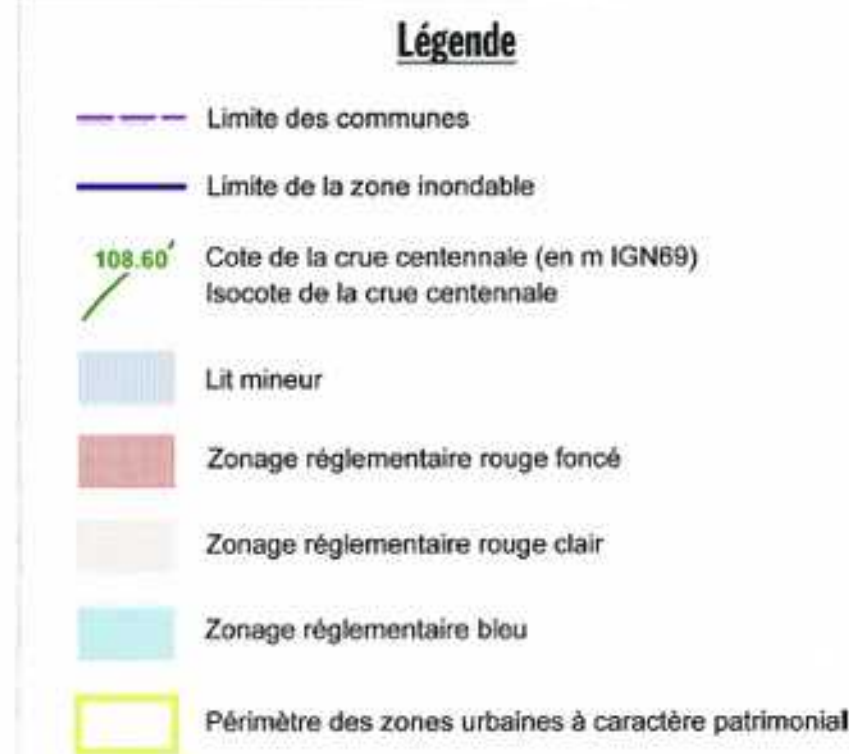 Légende
Limite des communes
Limite de la zone inondable
108.60
Cote de la crue centennale (en m IGN69)
Isocote de la crue centennale
Lit mineur
Zonage réglementaire rouge foncé
Zonage réglementaire rouge clair
Zonage réglementaire bleu
Périmètre des zones urbaines à caractère patrimonial